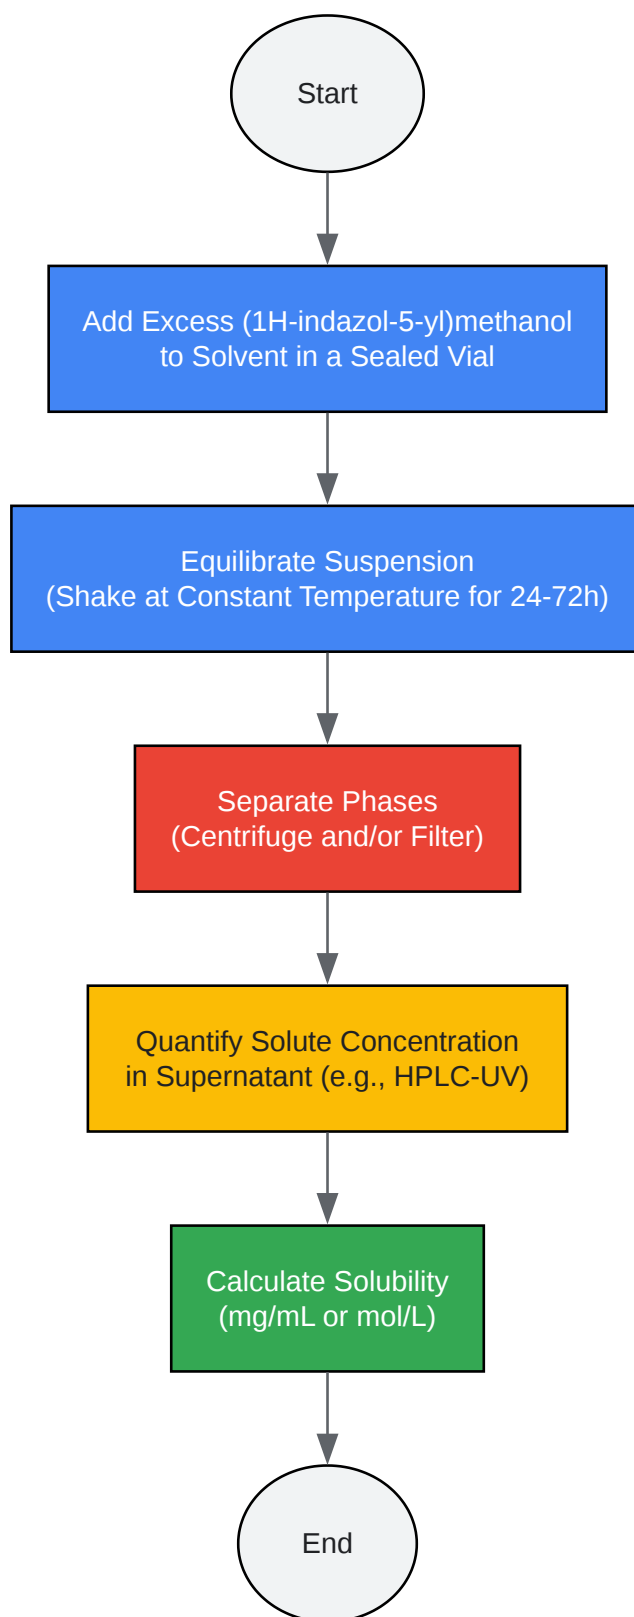 Start
Add Excess (1H-indazol-5-yl)methanol
to Solvent in a Sealed Vial
Equilibrate Suspension
(Shake at Constant Temperature for 24-72h)
Separate Phases
(Centrifuge and/or Filter)
Quantify Solute Concentration
in Supernatant (e.g., HPLC-UV)
Calculate Solubility
(mg/mL or mol/L)
End